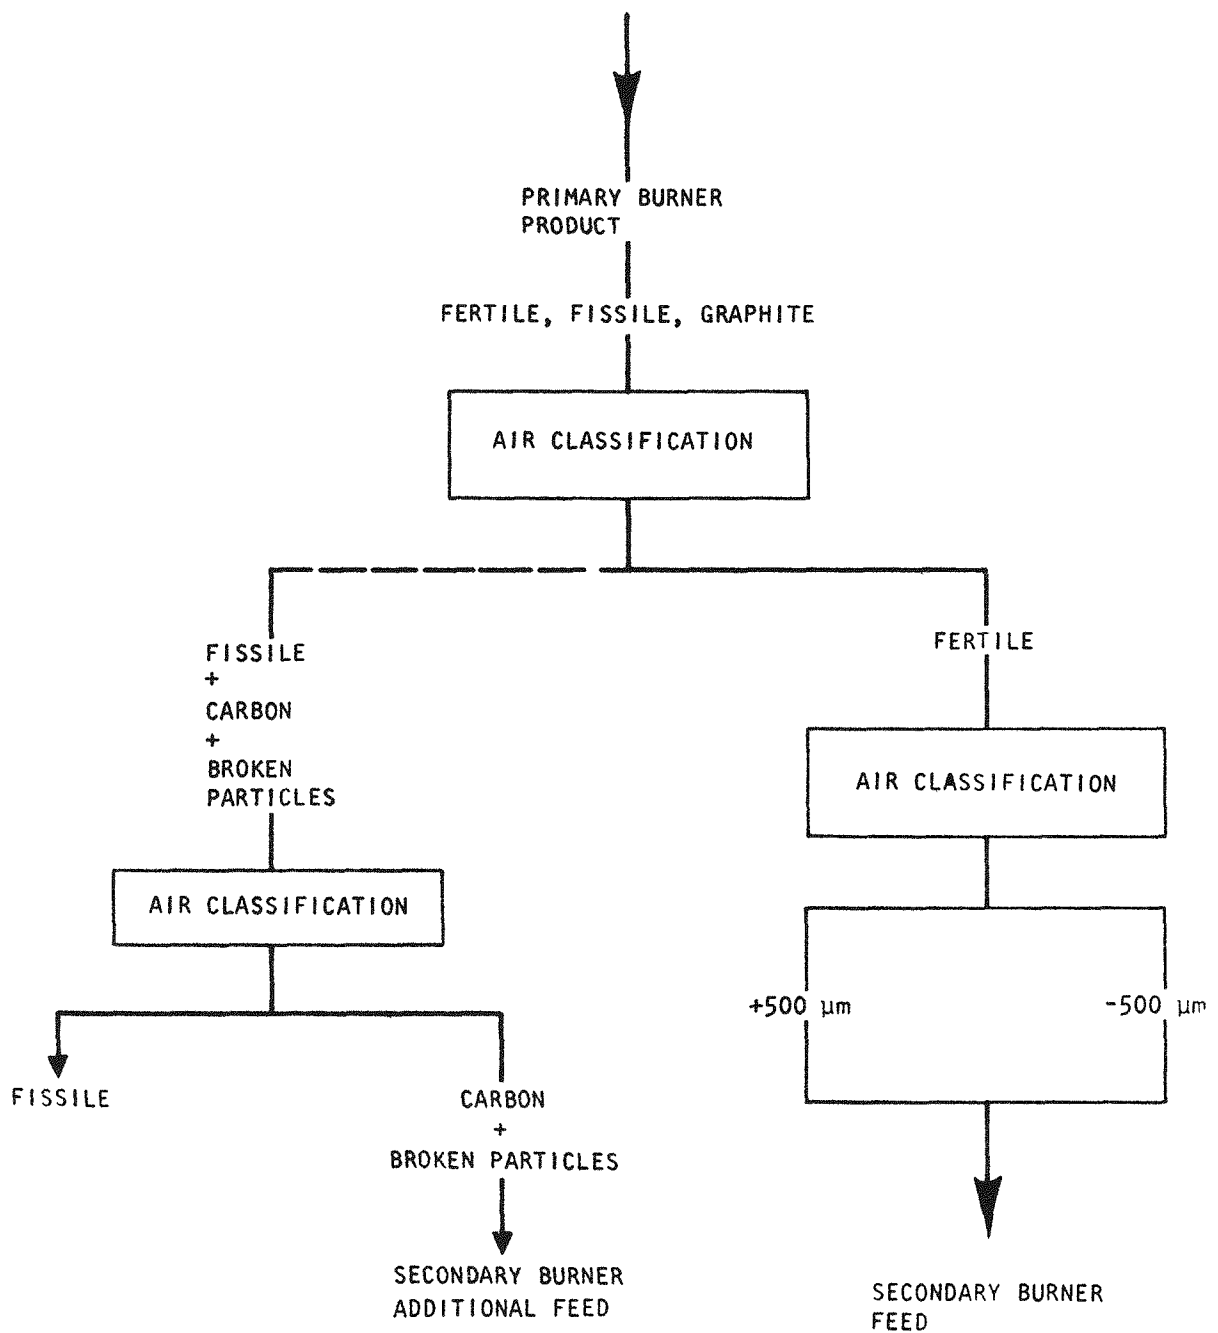 PRIMARY BURNER
PRODUCT
FERTILE, FISSILE, GRAPHITE
AIR CLASSIFICATION
FISSILE
+
CARBON
+
BROKEN
PARTICLES
FERTILE
AIR CLASSIFICATION
AIR CLASSIFICATION
+500 μm
-500 μm
FISSILE
CARBON
+
BROKEN PARTICLES
SECONDARY BURNER
ADDITIONAL FEED
SECONDARY BURNER
FEED